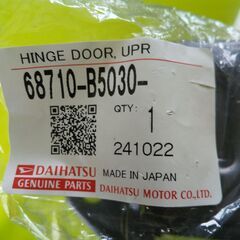 HINGE DOOR, UPR
68710-B5030-
QTY:
1
241022
MADE IN JAPAN
DAIHATSU
GENUINE PARTS
DAIHATSU MOTOR CO.,LTD.